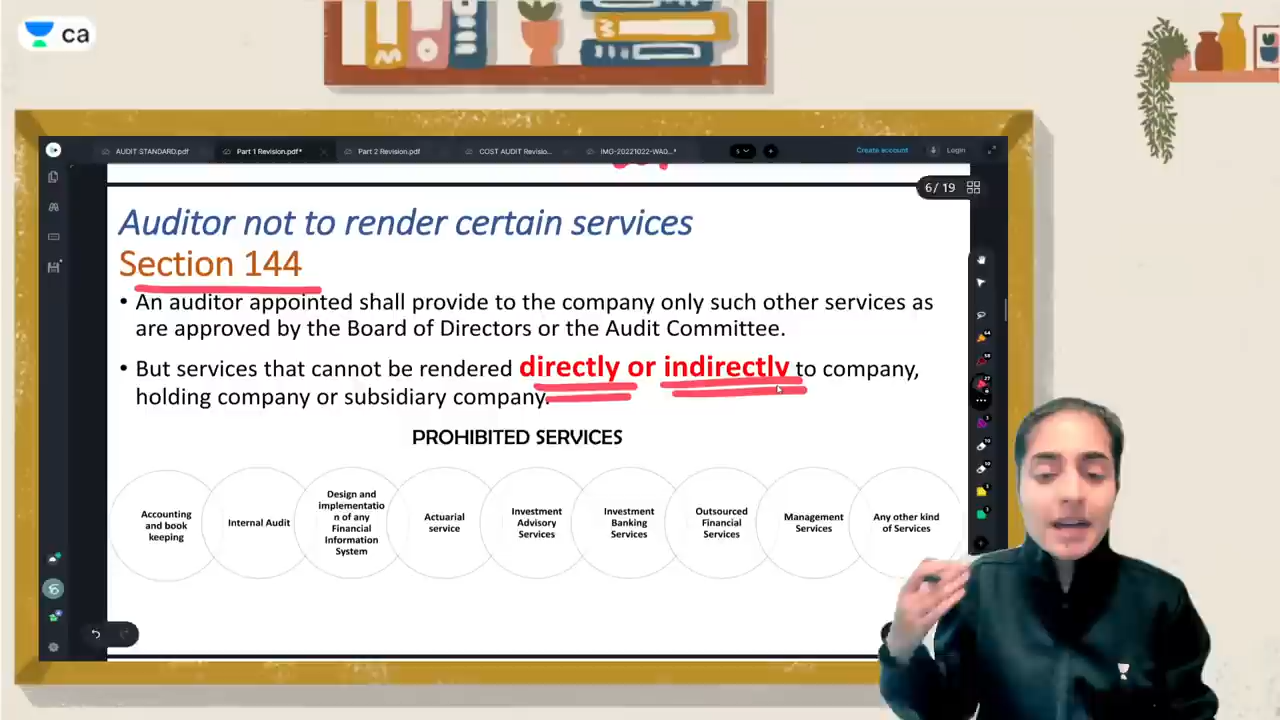 ca
AUDIT STANDARD.pdf
Part 1 Revision.pdf*
Part 2 Revision.pdf
COST AUDIT Revisio...
IMG-20221022-WA0...*
5
Create account
Login
6 / 19
Auditor not to render certain services
Section 144
• An auditor appointed shall provide to the company only such other services as
are approved by the Board of Directors or the Audit Committee.
• But services that cannot be rendered directly or indirectly to company,
holding company or subsidiary company.
PROHIBITED SERVICES
Accounting
and book
keeping
Internal Audit
Design and
implementatio
n of any
Financial
Information
System
Actuarial
service
Investment
Advisory
Services
Investment
Banking
Services
Outsourced
Financial
Services
Management
Services
Any other kind
of Services